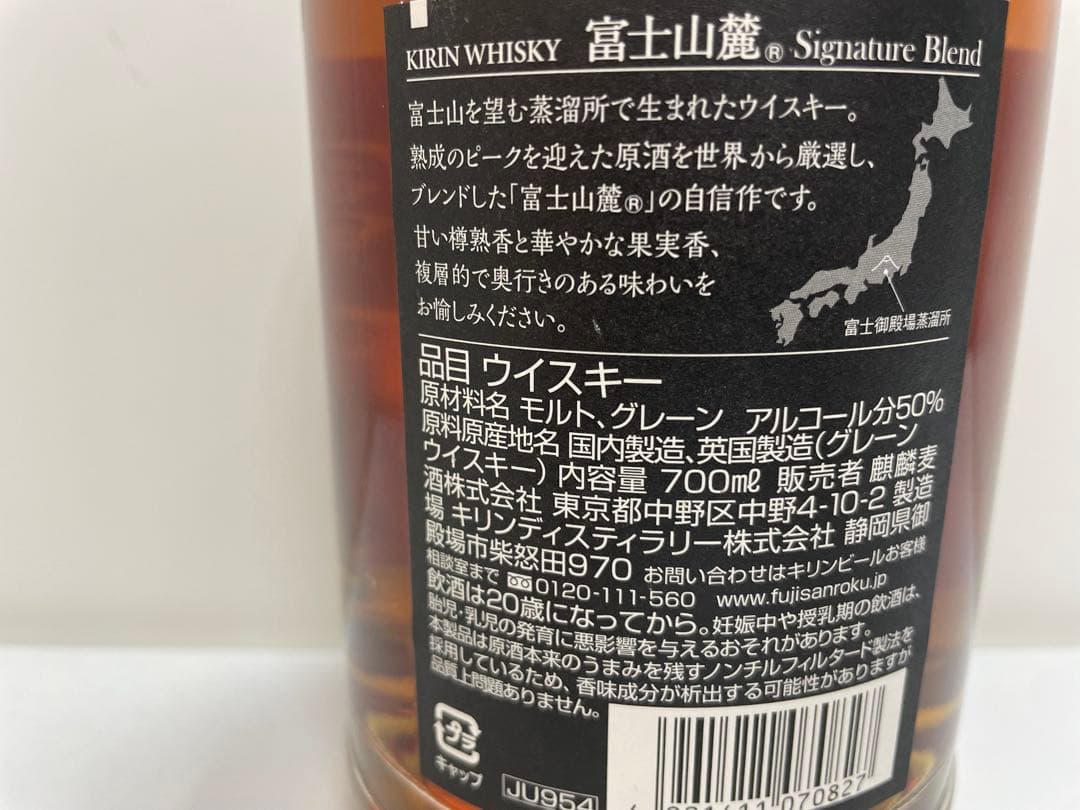 KIRIN WHISKY 富士山麓® Signature Blend
富士山を望む蒸溜所で生まれたウイスキー。
熟成のピークを迎えた原酒を世界から厳選し、
ブレンドした「富士山麓®」の自信作です。
甘い樽熟香と華やかな果実香、
複層的で奥行きのある味わいを
お愉しみください。
富士御殿場蒸溜所
品目 ウイスキー
原材料名 モルト、グレーン アルコール分50%
原料原産地名 国内製造、英国製造(グレーン
ウイスキー) 内容量 700㎖ 販売者 麒麟麦
酒株式会社 東京都中野区中野4-10-2 製造
場 キリンディスティラリー株式会社 静岡県御
殿場市柴怒田970 お問い合わせはキリンビールお客様
相談室まで 0120-111-560 www.fujisanroku.jp
飲酒は20歳になってから。妊娠中や授乳期の飲酒は、
胎児・乳児の発育に悪影響を与えるおそれがあります。
本製品は原酒本来のうまみを残すノンチルフィルタード製法を
採用しているため、香味成分が析出する可能性がありますが
品質上問題ありません。
プラ
キャップ
JU954
070827